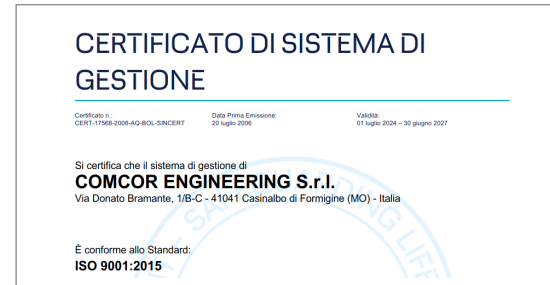 CERTIFICATO DI SISTEMA DI
GESTIONE
Certificato n.:
CERT-17568-2006-AQ-BOL-SINCERT
Data Prima Emissione:
20 luglio 2006
Validità:
01 luglio 2024 – 30 giugno 2027
Si certifica che il sistema di gestione di
COMCOR ENGINEERING S.r.l.
Via Donato Bramante, 1/B-C - 41041 Casinalbo di Formigine (MO) - Italia
È conforme allo Standard:
ISO 9001:2015